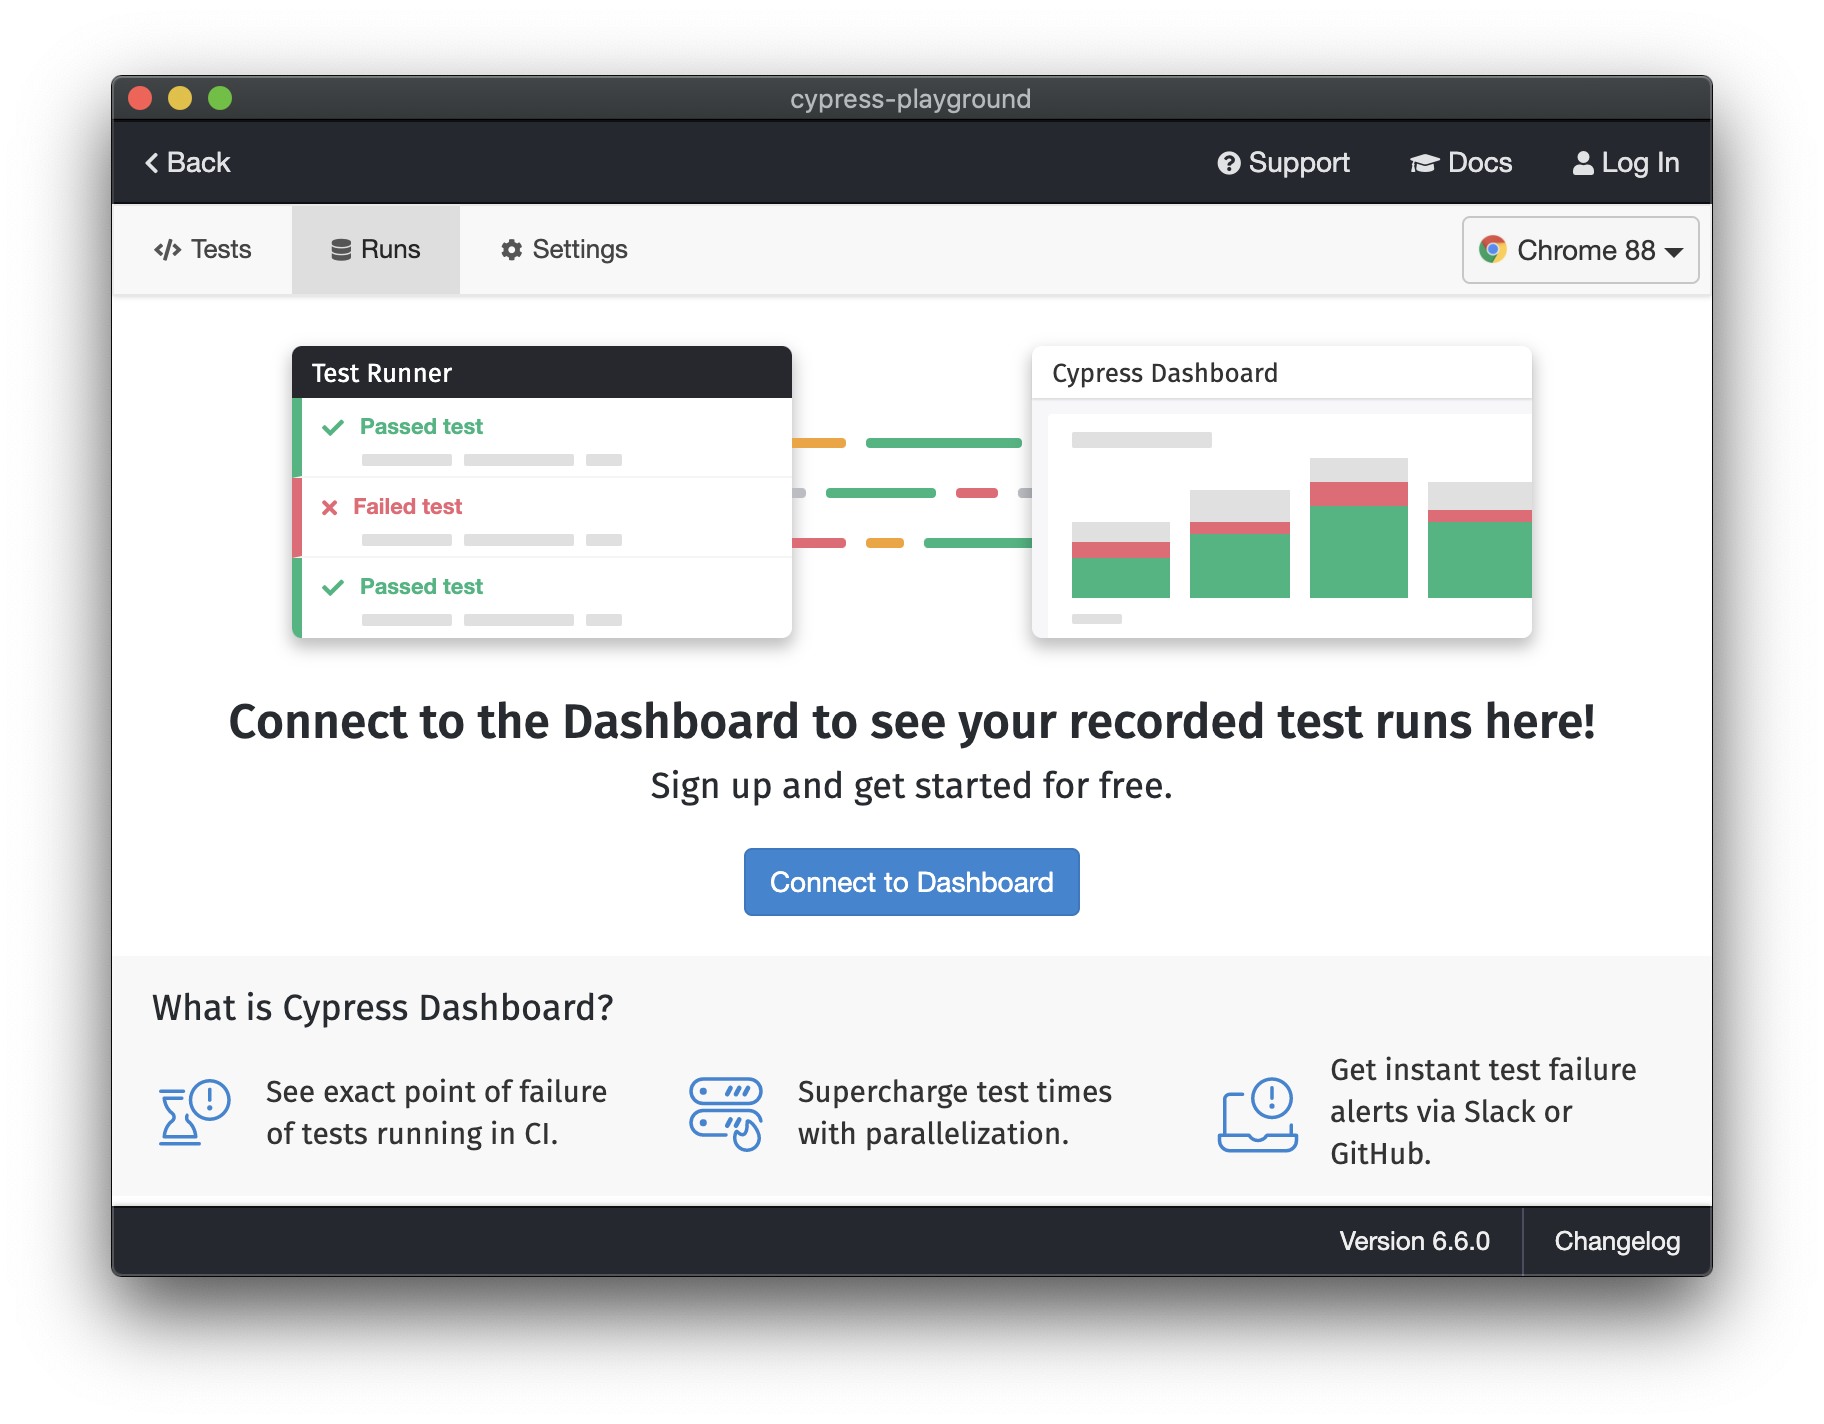 cypress-playground
Back
Support
Docs
Log In
Tests
Runs
Settings
Chrome 88
Test Runner
Passed test
Failed test
Passed test
Cypress Dashboard
Connect to the Dashboard to see your recorded test runs here!
Sign up and get started for free.
Connect to Dashboard
What is Cypress Dashboard?
See exact point of failure
of tests running in CI.
Supercharge test times
with parallelization.
Get instant test failure
alerts via Slack or
GitHub.
Version 6.6.0
Changelog